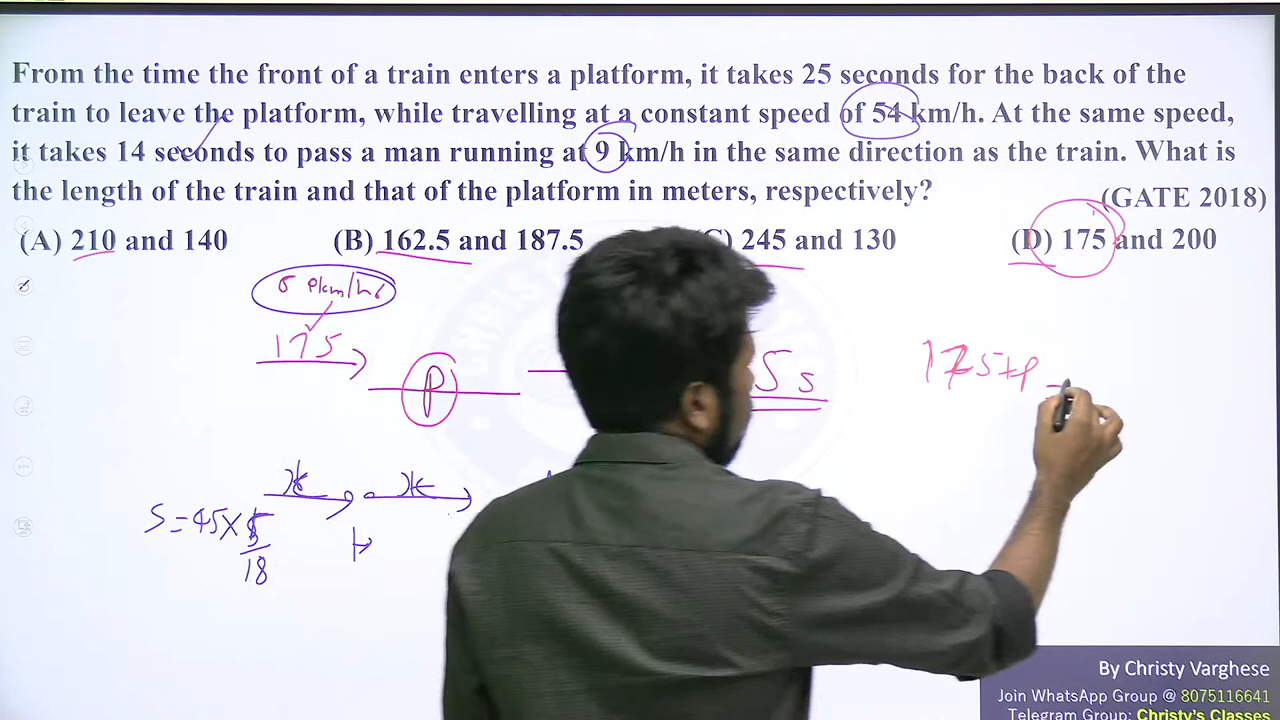 From the time the front of a train enters a platform, it takes 25 seconds for the back of the
train to leave the platform, while travelling at a constant speed of 54 km/h. At the same speed,
it takes 14 seconds to pass a man running at 9 km/h in the same direction as the train. What is
the length of the train and that of the platform in meters, respectively?
(GATE 2018)
(A) 210 and 140 (B) 162.5 and 187.5 (C) 245 and 130 (D) 175 and 200
175 P 5 s 175+P
S = 45 × 5
18
By Christy Varghese
Join WhatsApp Group @ 8075116641
Telegram Group: Christy's Classes